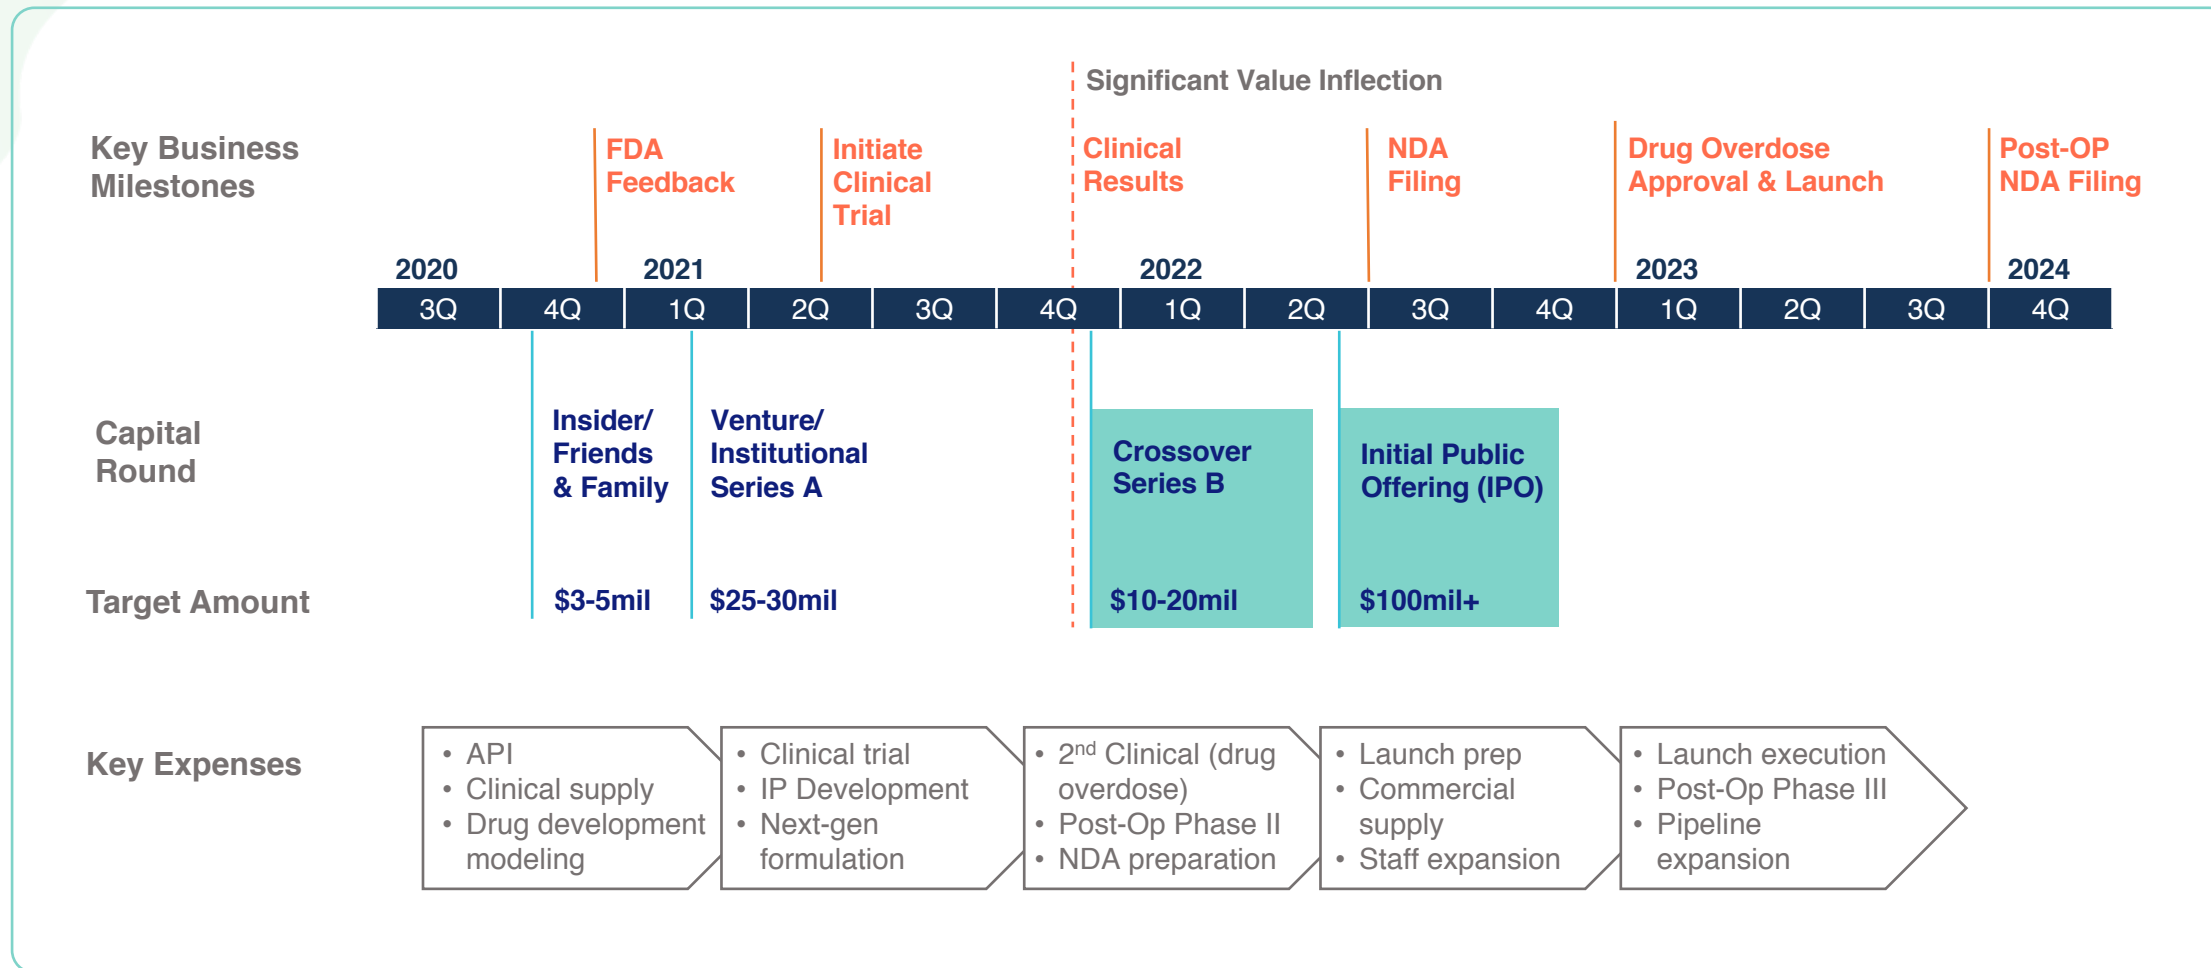 Significant Value Inflection
Key Business
Milestones
FDA
Feedback
Initiate
Clinical
Trial
Clinical
Results
NDA
Filing
Drug Overdose
Approval & Launch
Post-OP
NDA Filing
2020 2021 2022 2023 2024
3Q 4Q 1Q 2Q 3Q 4Q 1Q 2Q 3Q 4Q 1Q 2Q 3Q 4Q
Capital
Round
Insider/
Friends
& Family
Venture/
Institutional
Series A
Crossover
Series B
Initial Public
Offering (IPO)
Target Amount
$3-5mil
$25-30mil
$10-20mil
$100mil+
Key Expenses
• API
• Clinical supply
• Drug development
modeling
• Clinical trial
• IP Development
• Next-gen
formulation
• 2nd Clinical (drug
overdose)
• Post-Op Phase II
• NDA preparation
• Launch prep
• Commercial
supply
• Staff expansion
• Launch execution
• Post-Op Phase III
• Pipeline
expansion